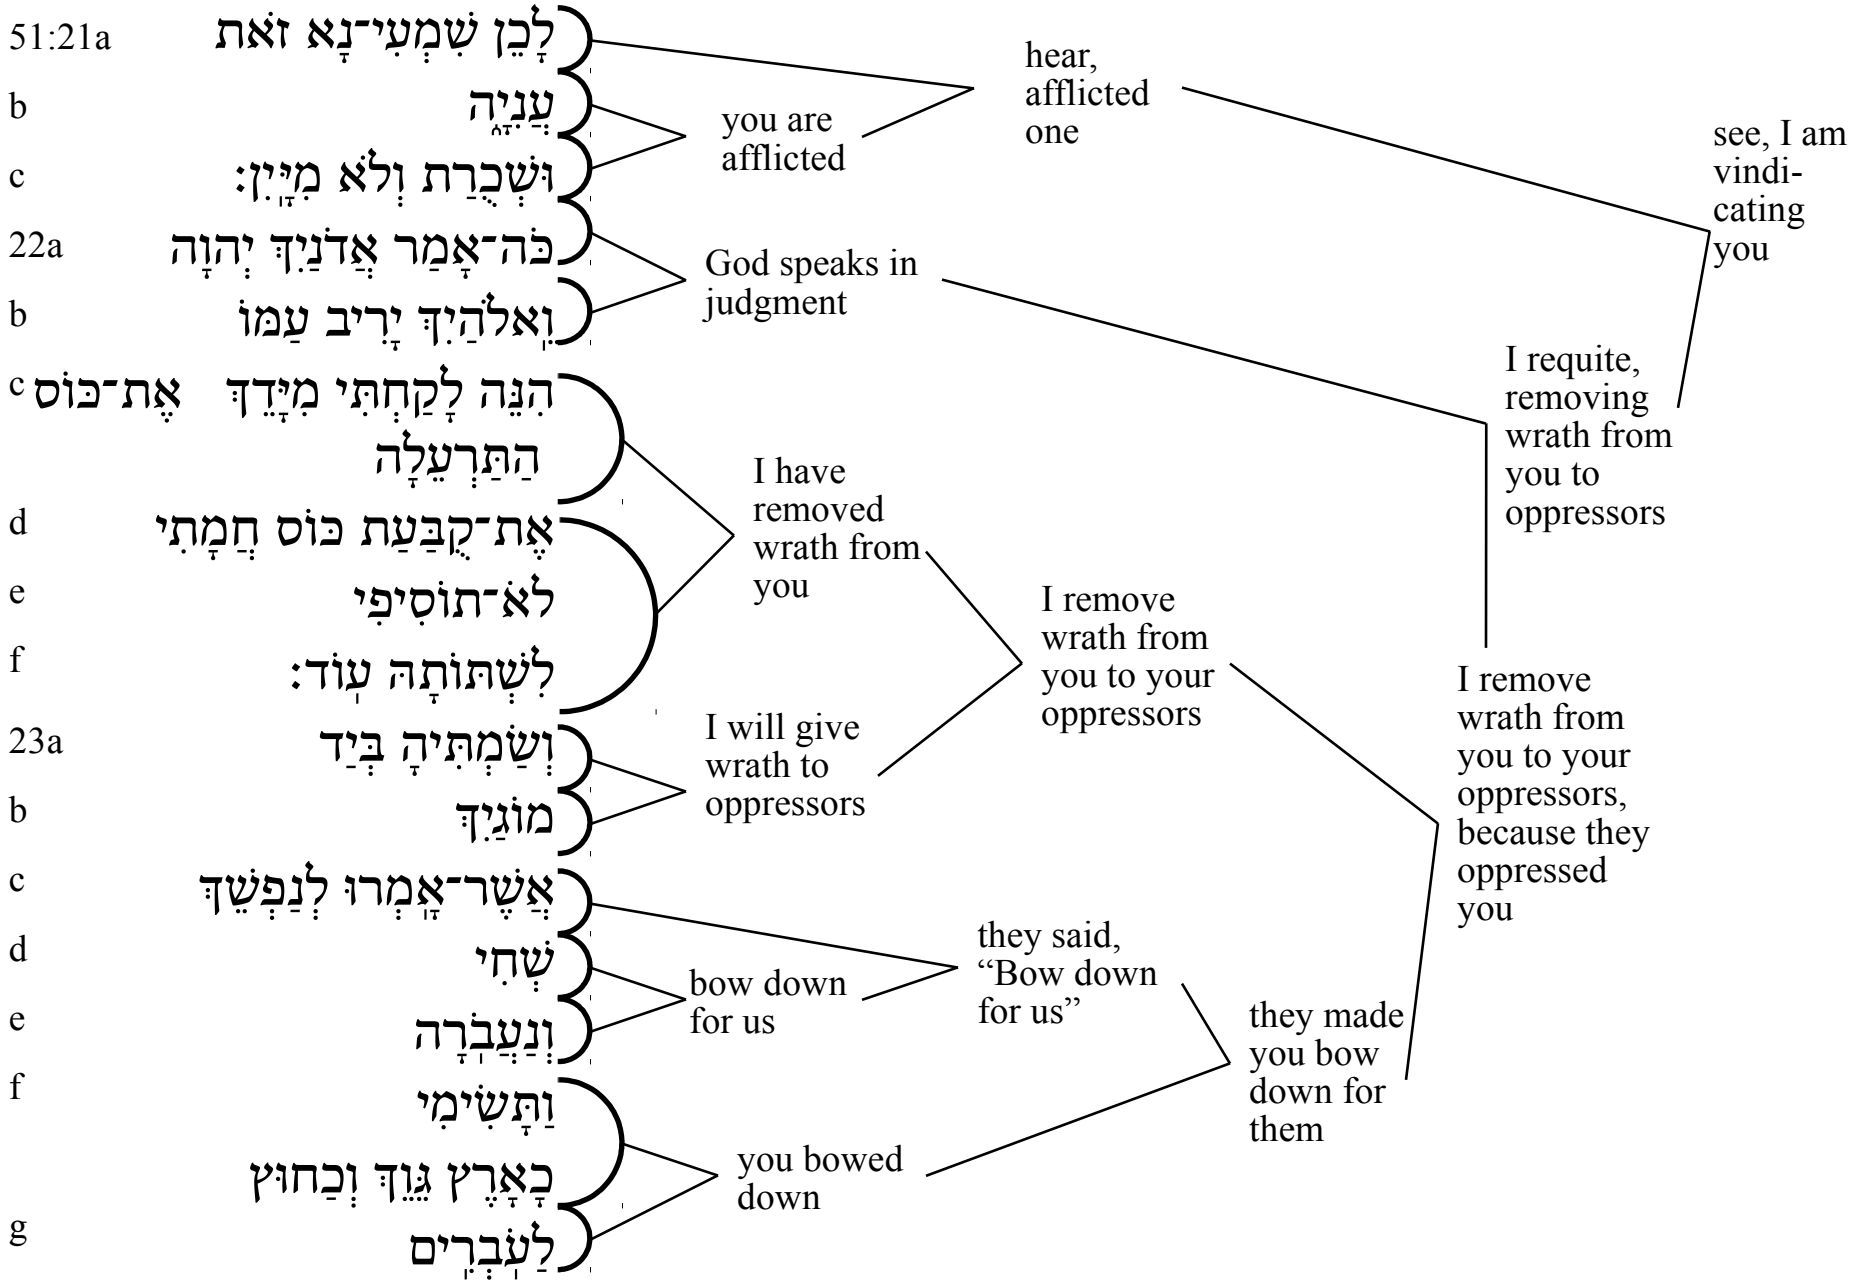 51:21a לָכֵן שִׁמְעִי־נָא זֹאת
b עֲנִיָּה
c וּשְׁכֻרַת וְלֹא מִיָּיִן׃
22a כֹּה־אָמַר אֲדֹנַיִךְ יְהוָה
b וֵאלֹהַיִךְ יָרִיב עַמּוֹ
c הִנֵּה לָקַחְתִּי מִיָּדֵךְ אֶת־כּוֹס
הַתַּרְעֵלָה
d אֶת־קֻבַּעַת כּוֹס חֲמָתִי
e לֹא־תוֹסִיפִי
f לִשְׁתּוֹתָהּ עוֹד׃
23a וְשַׂמְתִּיהָ בְּיַד
b מוֹגַיִךְ
c אֲשֶׁר־אָמְרוּ לְנַפְשֵׁךְ
d שְׁחִי
e וְנַעֲבֹרָה
f וַתָּשִׂימִי
כָאָרֶץ גֵּוֵךְ וְכַחוּץ
g לַעֹבְרִים
you are
afflicted
God speaks in
judgment
I have
removed
wrath from
you
I will give
wrath to
oppressors
bow down
for us
you bowed
down
hear,
afflicted
one
I remove
wrath from
you to your
oppressors
they said,
“Bow down
for us”
they made
you bow
down for
them
I remove
wrath from
you to your
oppressors,
because they
oppressed
you
I requite,
removing
wrath from
you to
oppressors
see, I am
vindi-
cating
you